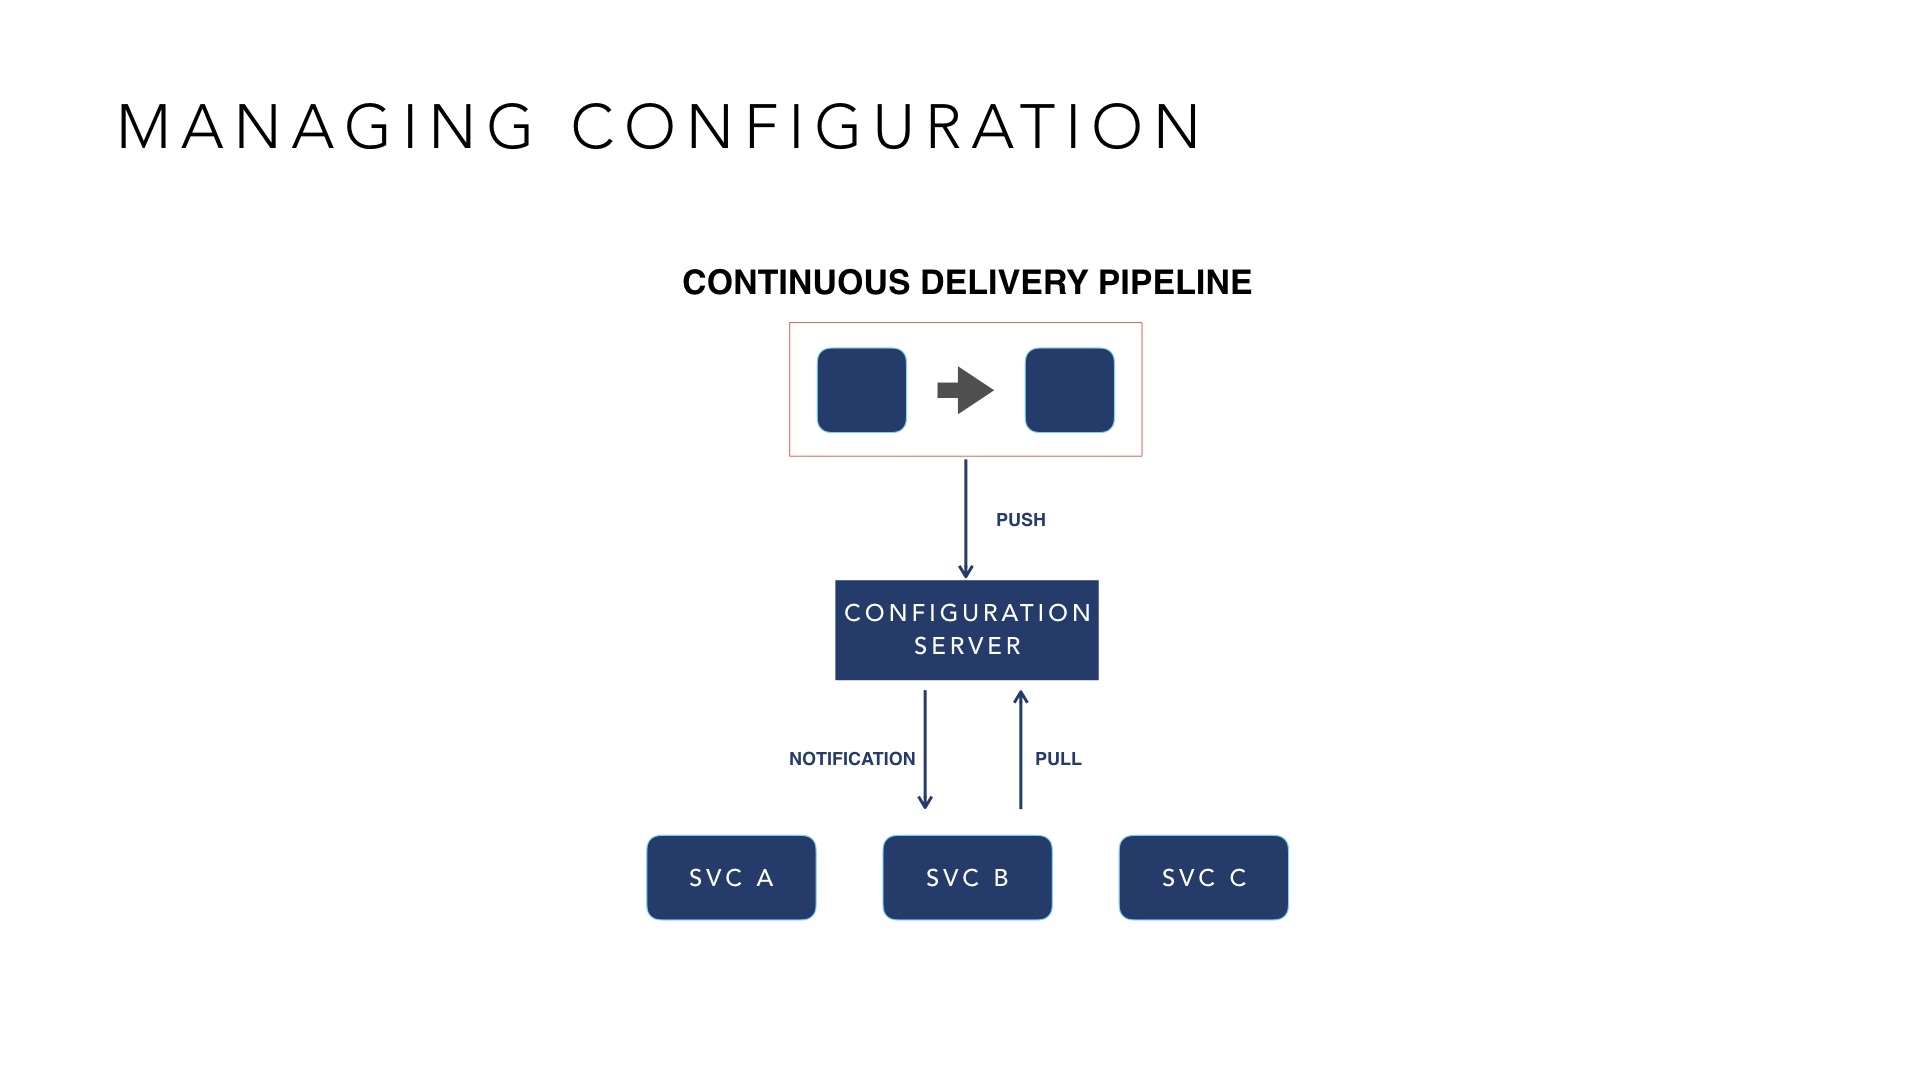 MANAGING CONFIGURATION
CONTINUOUS DELIVERY PIPELINE
PUSH
CONFIGURATION
SERVER
NOTIFICATION
PULL
SVC A
SVC B
SVC C